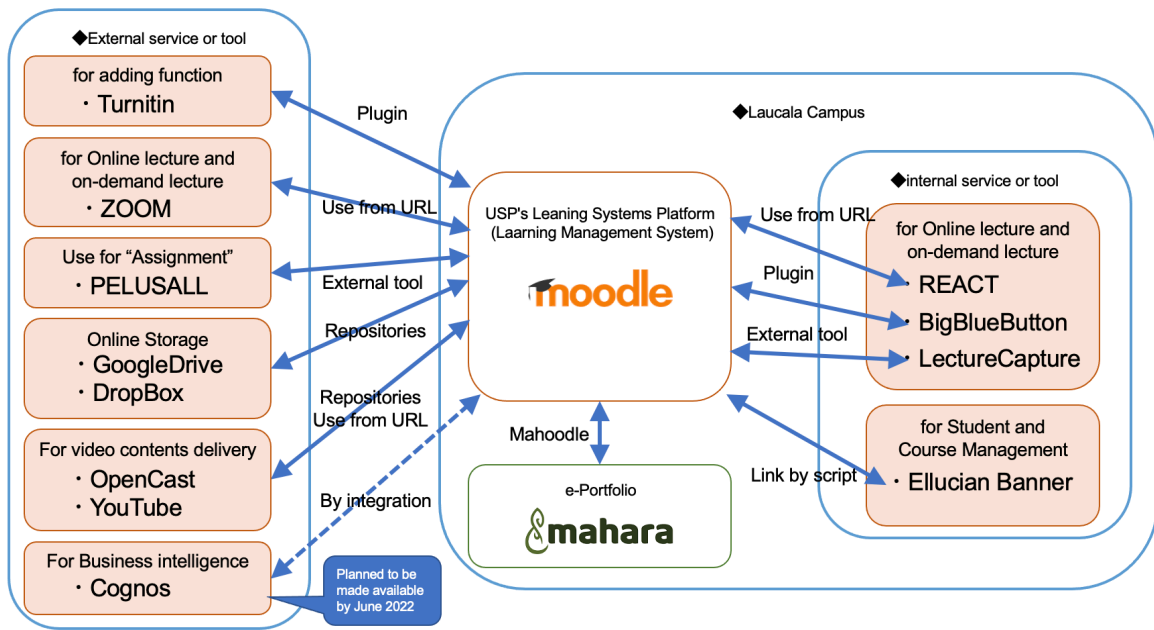 ◆External service or tool
for adding function
・Turnitin
for Online lecture and
on-demand lecture
・ZOOM
Use for “Assignment”
・PELUSALL
Online Storage
・GoogleDrive
・DropBox
For video contents delivery
・OpenCast
・YouTube
For Business intelligence
・Cognos
Planned to be
made available
by June 2022
Plugin
Use from URL
External tool
Repositories
Repositories
Use from URL
By integration
◆Laucala Campus
USP's Leaning Systems Platform
(Laarning Management System)
moodle
Mahoodle
e-Portfolio
mahara
Use from URL
Plugin
External tool
Link by script
◆internal service or tool
for Online lecture and
on-demand lecture
・REACT
・BigBlueButton
・LectureCapture
for Student and
Course Management
・Ellucian Banner